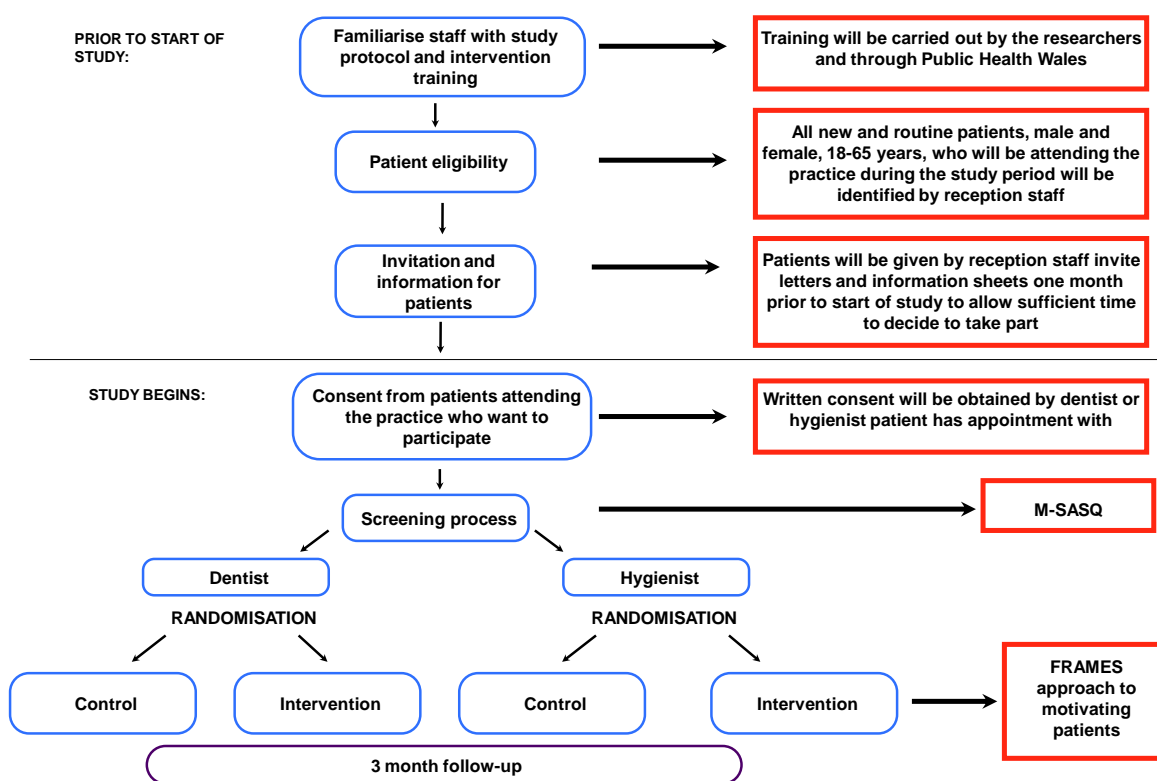 PRIOR TO START OF
STUDY:
Familiarise staff with study
protocol and intervention
training
Training will be carried out by the researchers
and through Public Health Wales
Patient eligibility
All new and routine patients, male and
female, 18-65 years, who will be attending the
practice during the study period will be
identified by reception staff
Invitation and
information for
patients
Patients will be given by reception staff invite
letters and information sheets one month
prior to start of study to allow sufficient time
to decide to take part
STUDY BEGINS:
Consent from patients attending
the practice who want to
participate
Written consent will be obtained by dentist or
hygienist patient has appointment with
Screening process
M-SASQ
Dentist
Hygienist
RANDOMISATION
RANDOMISATION
Control
Intervention
Control
Intervention
FRAMES
approach to
motivating
patients
3 month follow-up